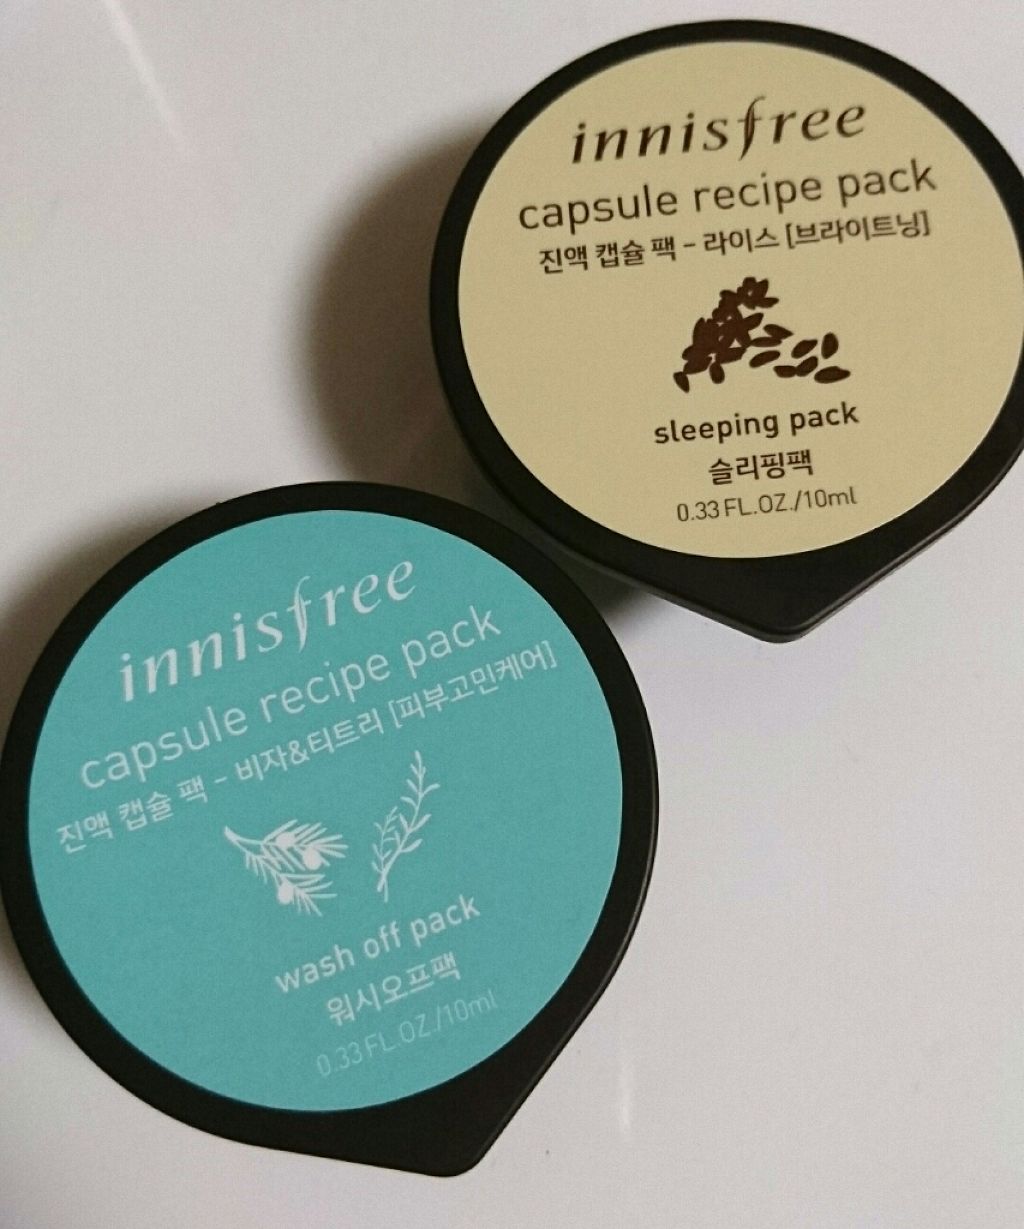 innisfree
capsule recipe pack
진액 캡슐 팩 - 라이스 [브라이트닝]
sleeping pack
슬리핑팩
0.33 FL.OZ./10ml
innisfree
capsule recipe pack
진액 캡슐 팩 - 비자&티트리 [피부고민케어]
wash off pack
워시오프팩
0.33 FL.OZ./10ml